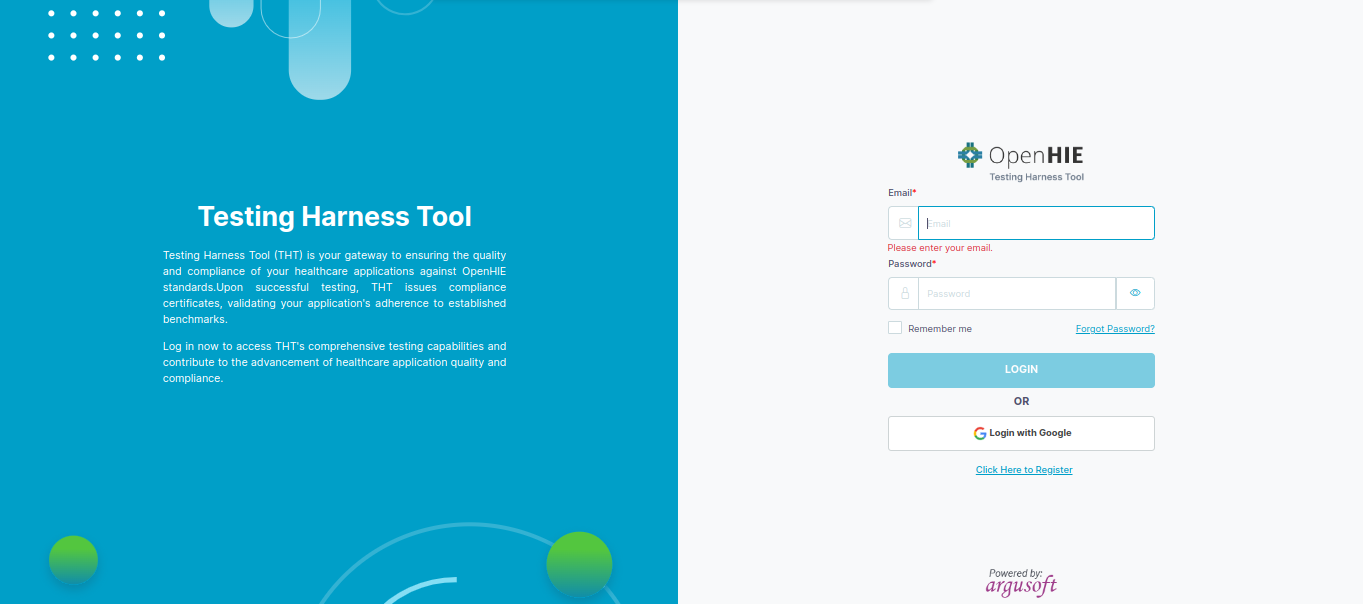 Testing Harness Tool
Testing Harness Tool (THT) is your gateway to ensuring the quality
and compliance of your healthcare applications against OpenHIE
standards.Upon successful testing, THT issues compliance
certificates, validating your application's adherence to established
benchmarks.
Log in now to access THT's comprehensive testing capabilities and
contribute to the advancement of healthcare application quality and
compliance.
OpenHIE
Testing Harness Tool
Email*
Email
Please enter your email.
Password*
Password
Remember me
Forgot Password?
LOGIN
OR
Login with Google
Click Here to Register
Powered by:
argusoft